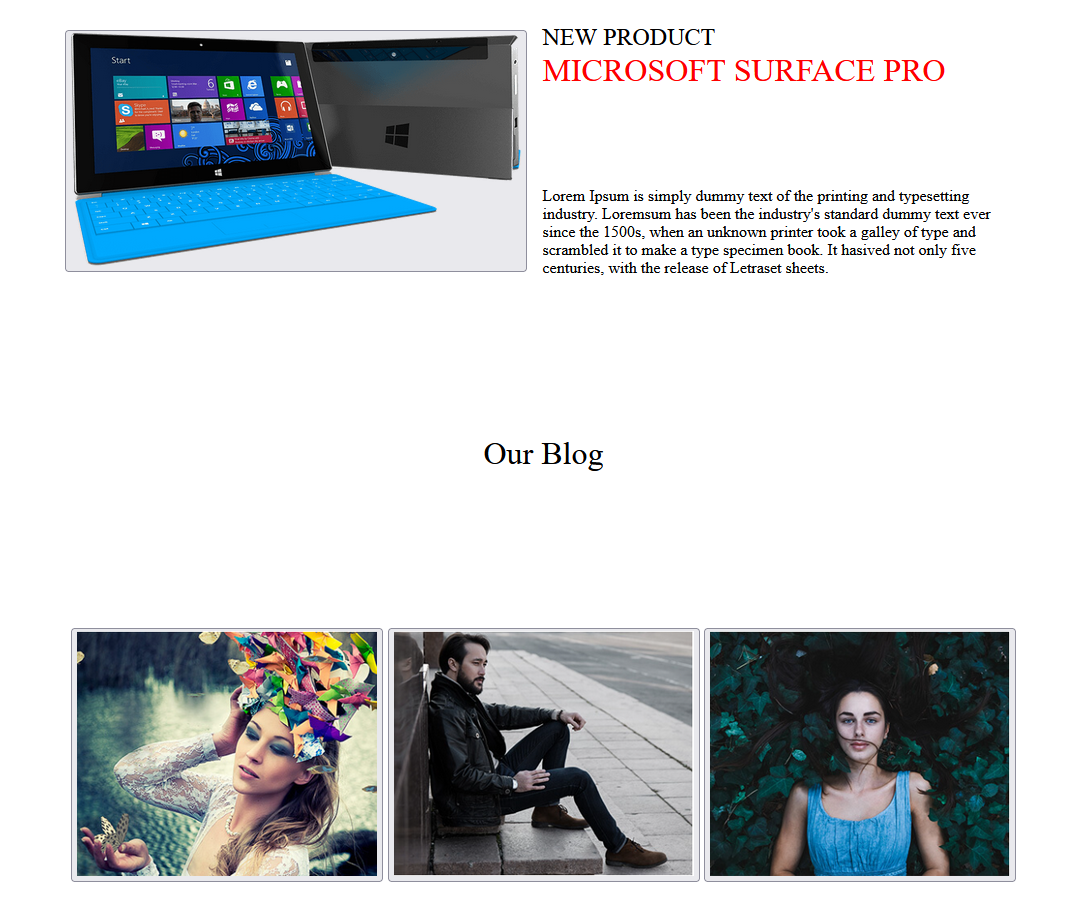 NEW PRODUCT
MICROSOFT SURFACE PRO
Start
Skype
6
Lorem Ipsum is simply dummy text of the printing and typesetting
industry. Loremsum has been the industry's standard dummy text ever
since the 1500s, when an unknown printer took a galley of type and
scrambled it to make a type specimen book. It hasived not only five
centuries, with the release of Letraset sheets.
Our Blog